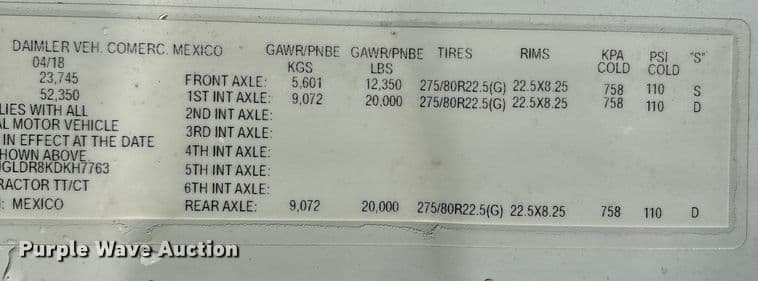 DAIMLER VEH. COMERC. MEXICO GAWR/PNBE GAWR/PNBE TIRES RIMS KPA PSI "S"
04/18 KGS LBS COLD COLD
23,745 FRONT AXLE: 5,601 12,350 275/80R22.5(G) 22.5X8.25 758 110 S
52,350 1ST INT AXLE: 9,072 20,000 275/80R22.5(G) 22.5X8.25 758 110 D
LIES WITH ALL 2ND INT AXLE:
AL MOTOR VEHICLE 3RD INT AXLE:
IN EFFECT AT THE DATE 4TH INT AXLE:
HOWN ABOVE. 5TH INT AXLE:
GLDR8KDKH7763 6TH INT AXLE:
RACTOR TT/CT REAR AXLE: 9,072 20,000 275/80R22.5(G) 22.5X8.25 758 110 D
: MEXICO
Purple Wave Auction